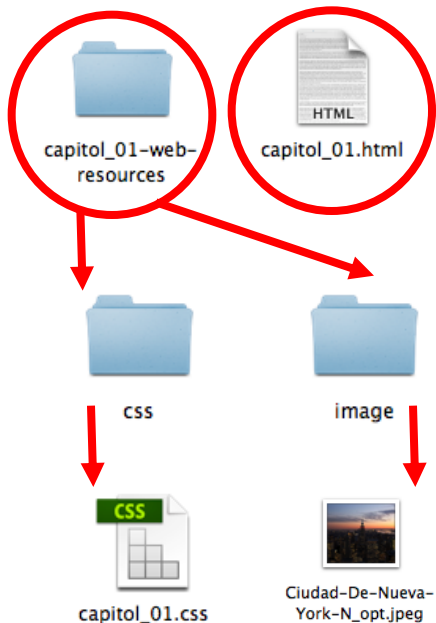 HTML
capitol_01-web-
resources
capitol_01.html
css
image
CSS
capitol_01.css
Ciudad-De-Nueva-
York-N_opt.jpeg